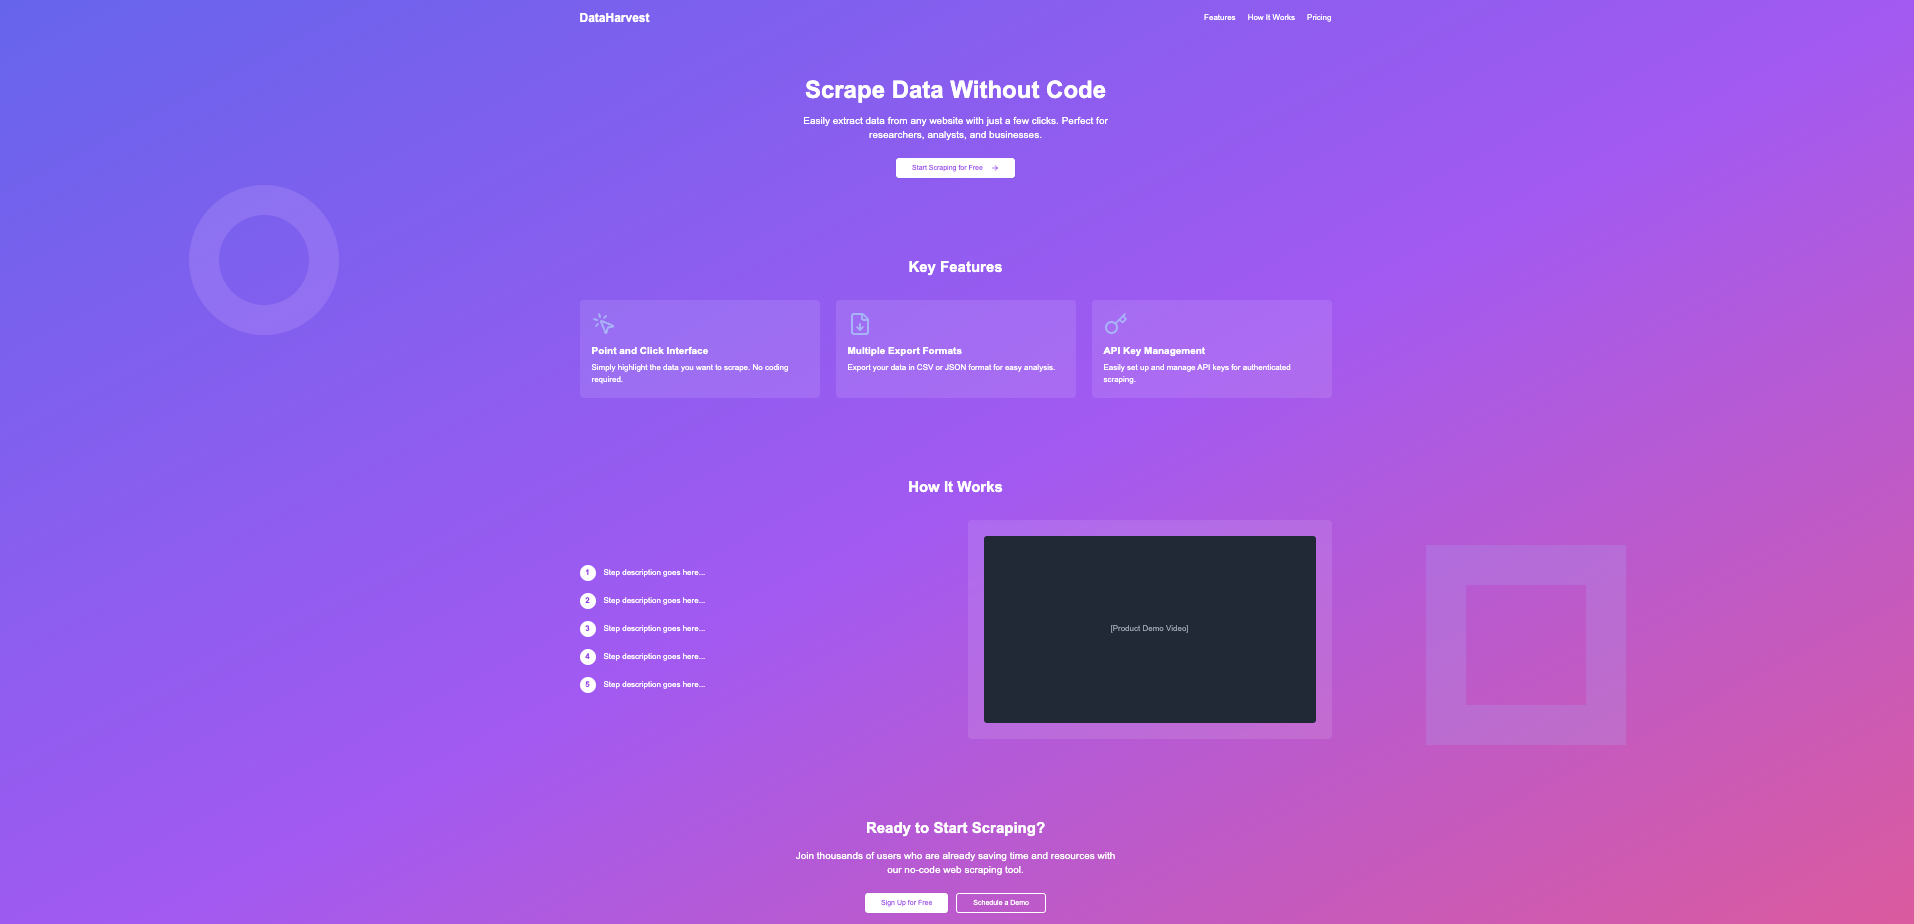 DataHarvest
Features
How It Works
Pricing
Scrape Data Without Code
Easily extract data from any website with just a few clicks. Perfect for
researchers, analysts, and businesses.
Start Scraping for Free
Key Features
Point and Click Interface
Simply highlight the data you want to scrape. No coding
required.
Multiple Export Formats
Export your data in CSV or JSON format for easy analysis.
API Key Management
Easily set up and manage API keys for authenticated
scraping.
How It Works
1 Step description goes here...
2 Step description goes here...
3 Step description goes here...
4 Step description goes here...
5 Step description goes here...
[Product Demo Video]
Ready to Start Scraping?
Join thousands of users who are already saving time and resources with
our no-code web scraping tool.
Sign Up for Free
Schedule a Demo